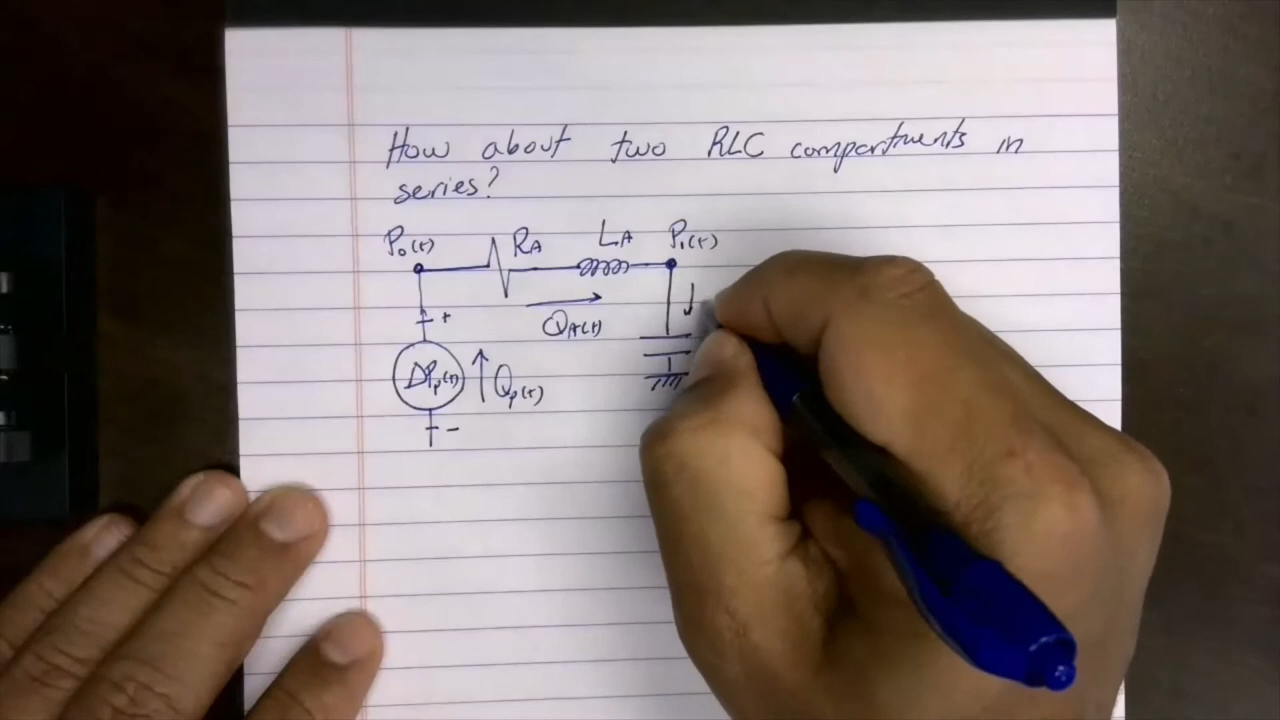 How about two RLC compartments in
series?
P₀(t) R_A L_A P₁(t)
+
Q_A(t)
ΔP_p(t) Q_p(t)
-